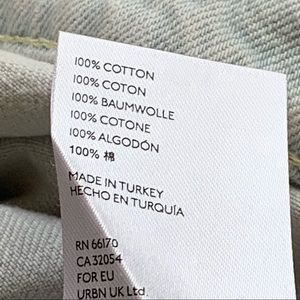 100% COTTON
100% COTON
100% BAUMWOLLE
100% COTONE
100% ALGODÓN
100% 棉
MADE IN TURKEY
HECHO EN TURQUÍA
RN 66170
CA 32054
FOR EU
URBN UK Ltd.